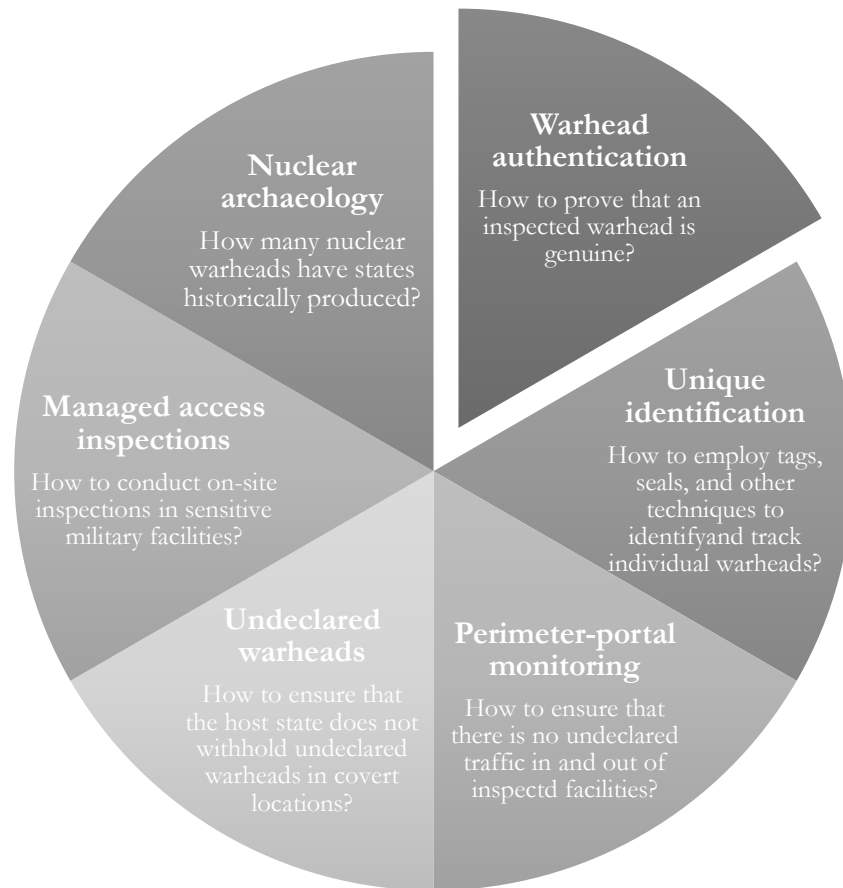 Warhead
authentication
How to prove that an
inspected warhead is
genuine?
Unique
identification
How to employ tags,
seals, and other
techniques to
identifyand track
individual warheads?
Perimeter-portal
monitoring
How to ensure that
there is no undeclared
traffic in and out of
inspectd facilities?
Undeclared
warheads
How to ensure that
the host state does not
withhold undeclared
warheads in covert
locations?
Managed access
inspections
How to conduct on-site
inspections in sensitive
military facilities?
Nuclear
archaeology
How many nuclear
warheads have states
historically produced?